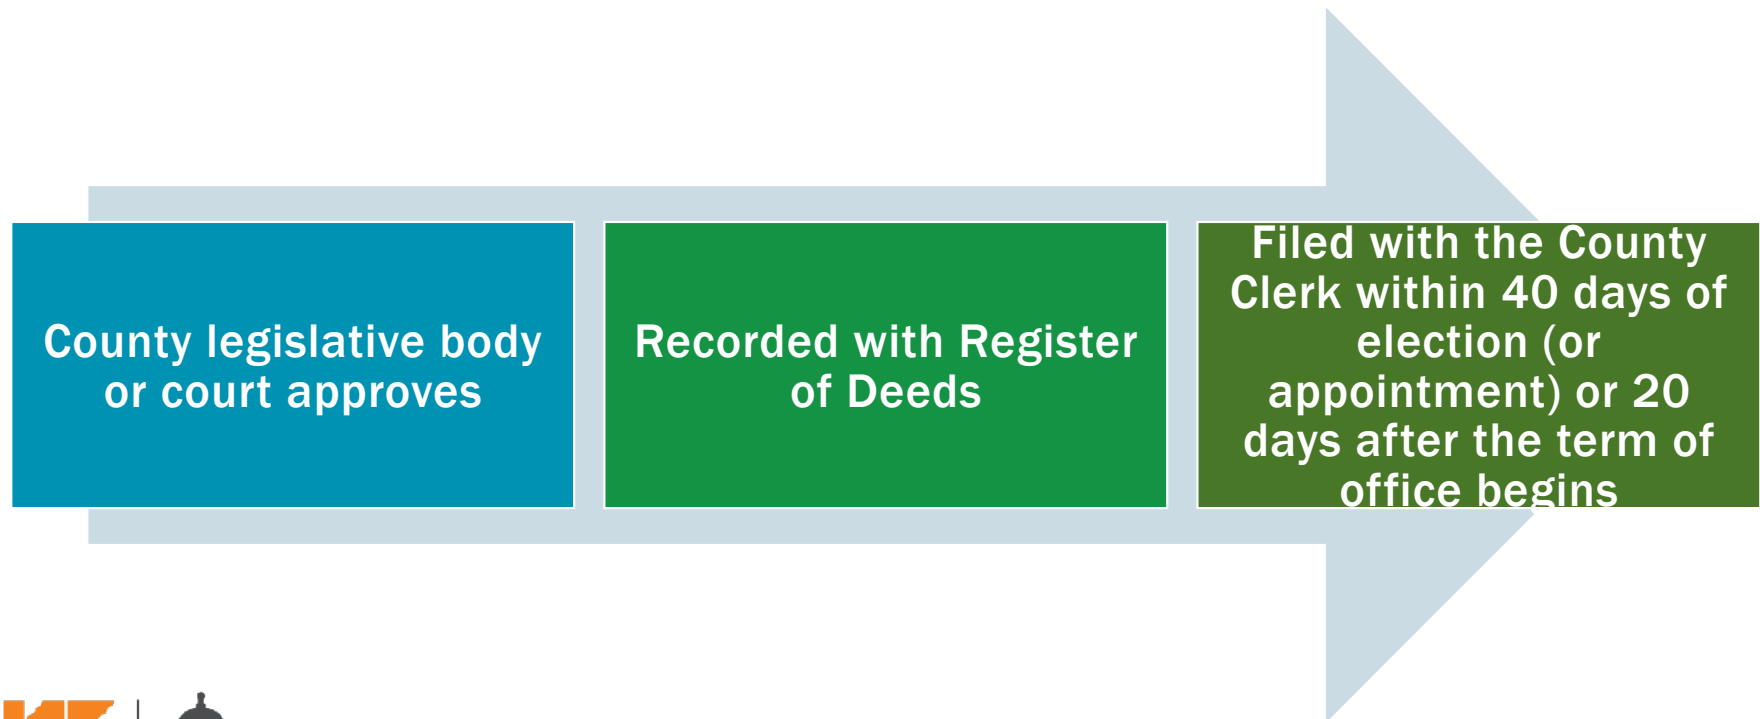 County legislative body
or court approves
Recorded with Register
of Deeds
Filed with the County
Clerk within 40 days of
election (or
appointment) or 20
days after the term of
office begins